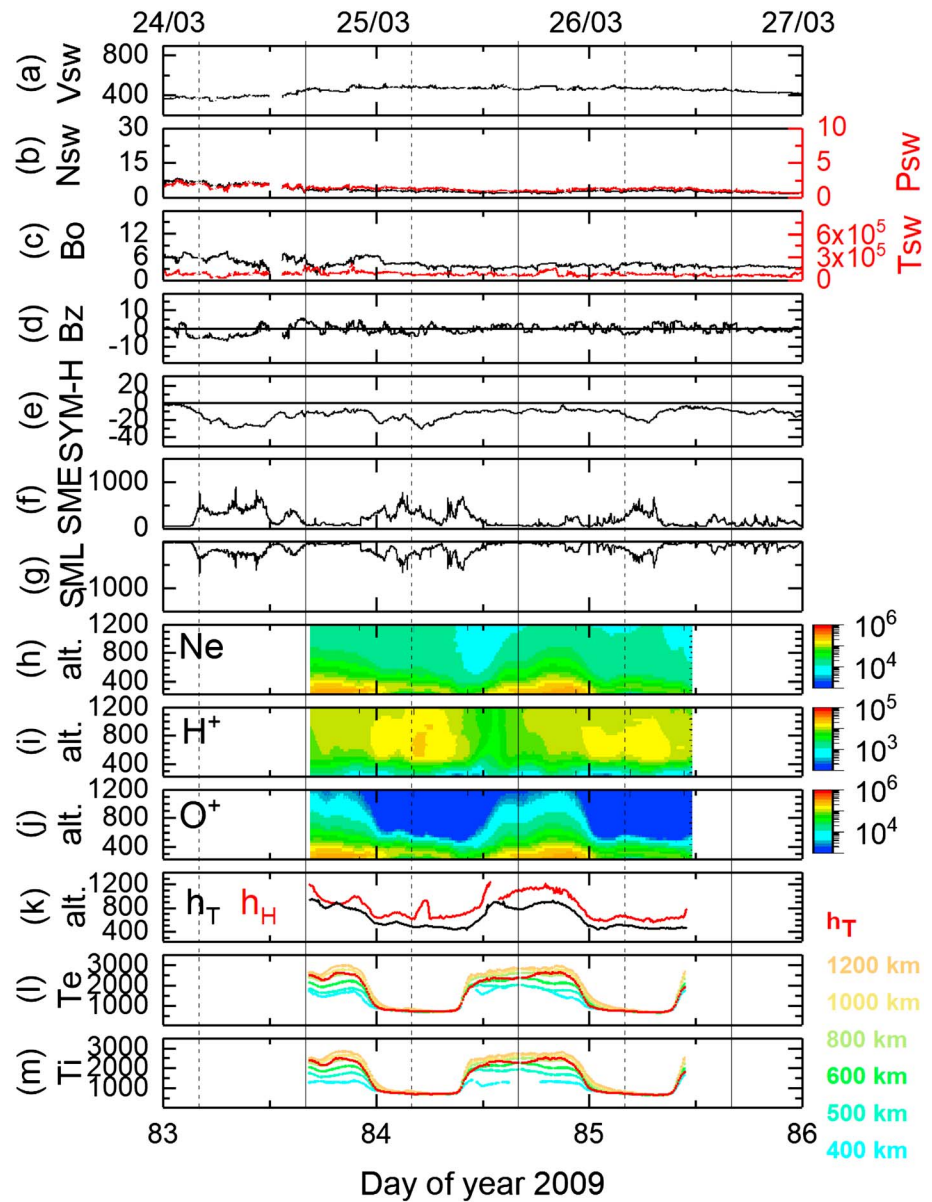 24/03 25/03 26/03 27/03
(a) Vsw
800
400
(b) Nsw
30
15
0
10
5
0
Psw
(c) Bo
12
6
0
6x10⁵
3x10⁵
0
Tsw
(d) Bz
10
0
-10
(e) SYM-H
20
0
-20
-40
(f) SME
1000
0
(g) SML
1000
(h) alt.
1200
800
400
Ne
10⁶
10⁴
(i) alt.
1200
800
400
H⁺
10⁵
10³
(j) alt.
1200
800
400
O⁺
10⁶
10⁴
(k) alt.
1200
800
400
hT hH
(l) Te
3000
2000
1000
(m) Ti
3000
2000
1000
hT
1200 km
1000 km
800 km
600 km
500 km
400 km
83 84 85 86
Day of year 2009